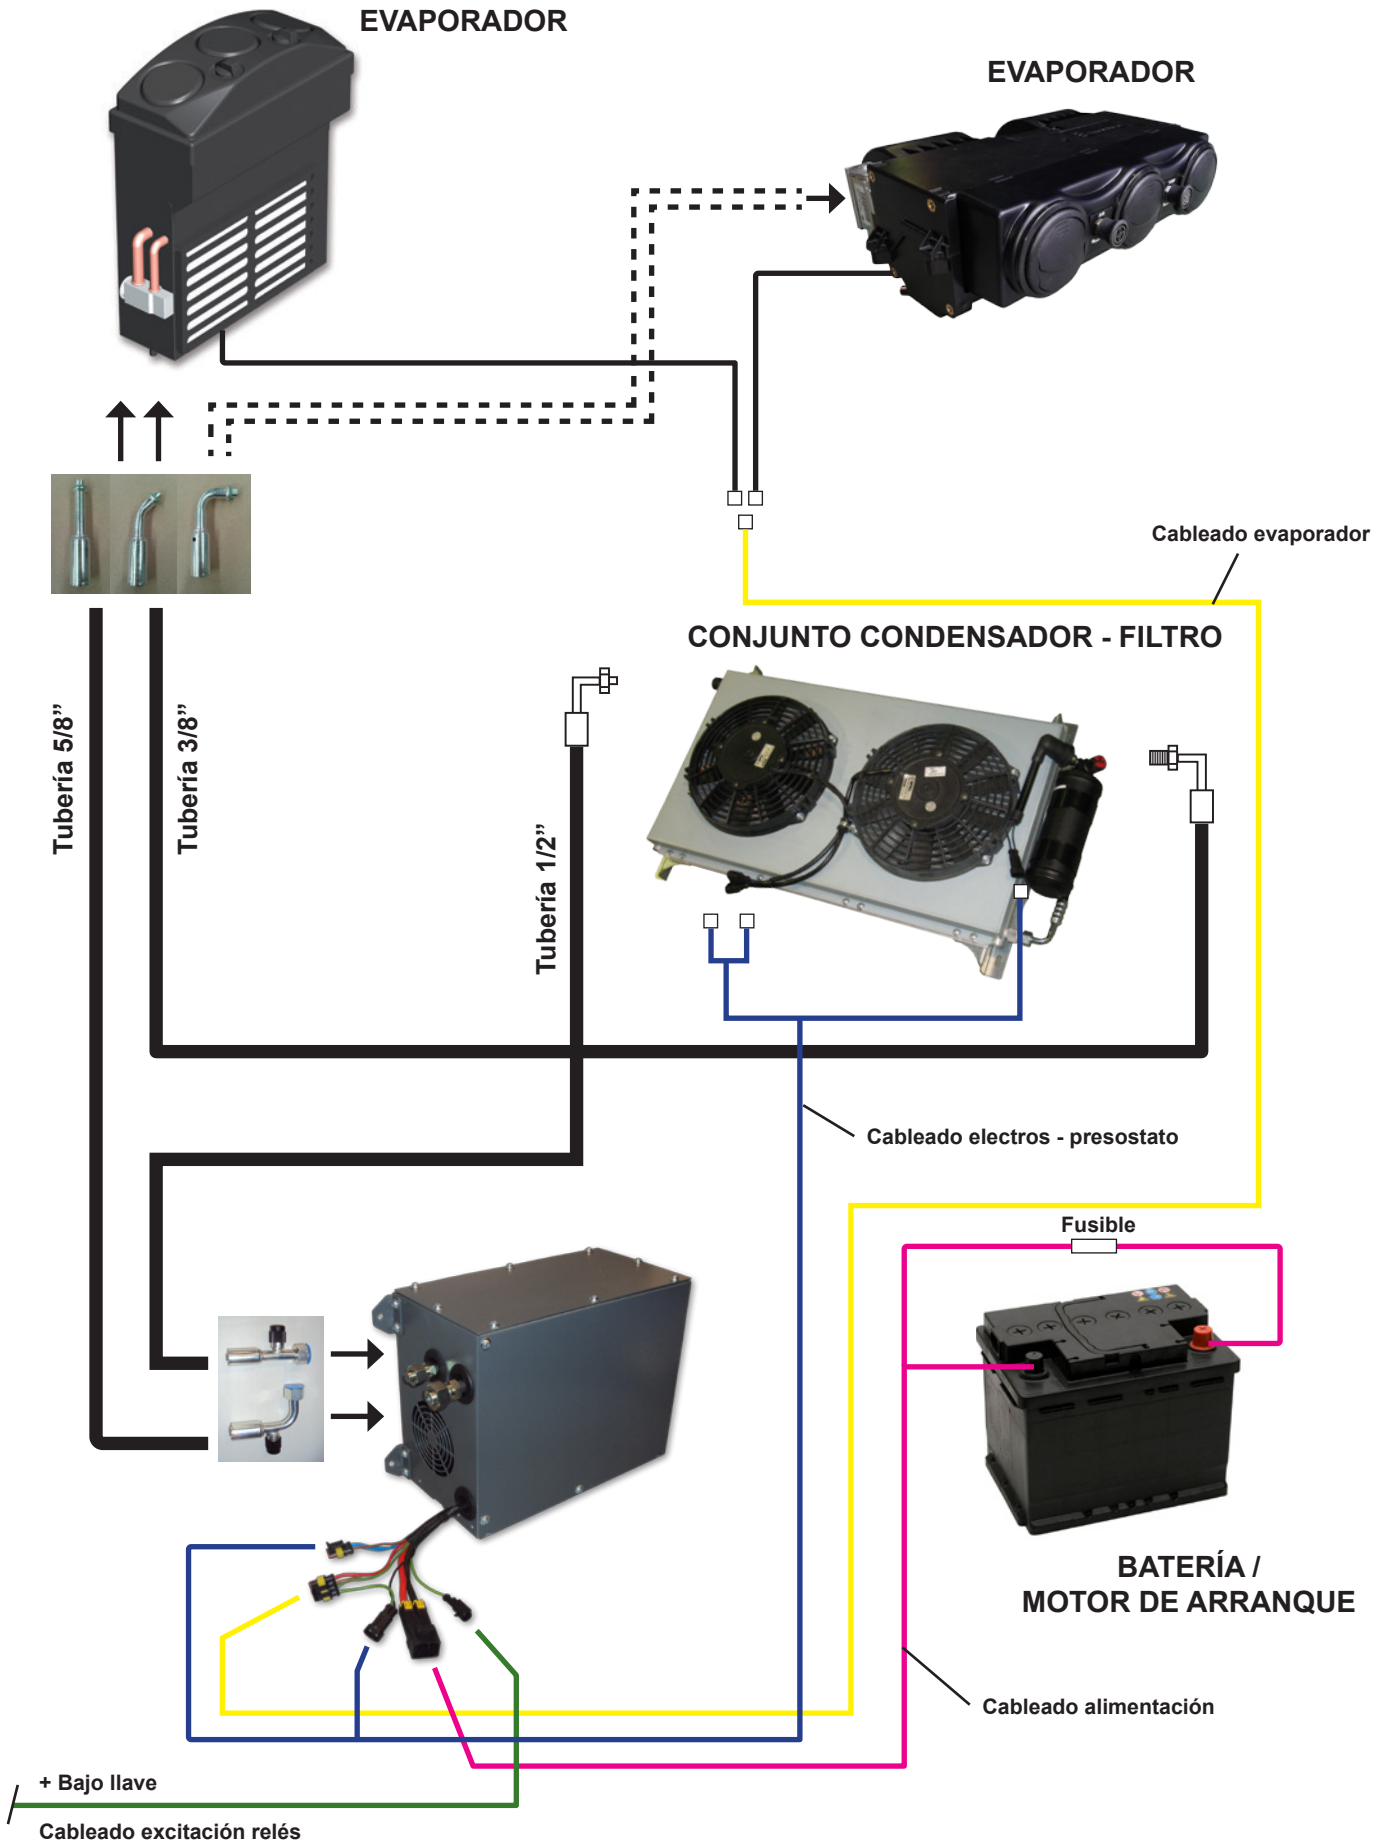 EVAPORADOR
EVAPORADOR
Cableado evaporador
CONJUNTO CONDENSADOR - FILTRO
Tubería 5/8”
Tubería 3/8”
Tubería 1/2”
Cableado electros - presostato
Fusible
BATERÍA /
MOTOR DE ARRANQUE
Cableado alimentación
+ Bajo llave
Cableado excitación relés